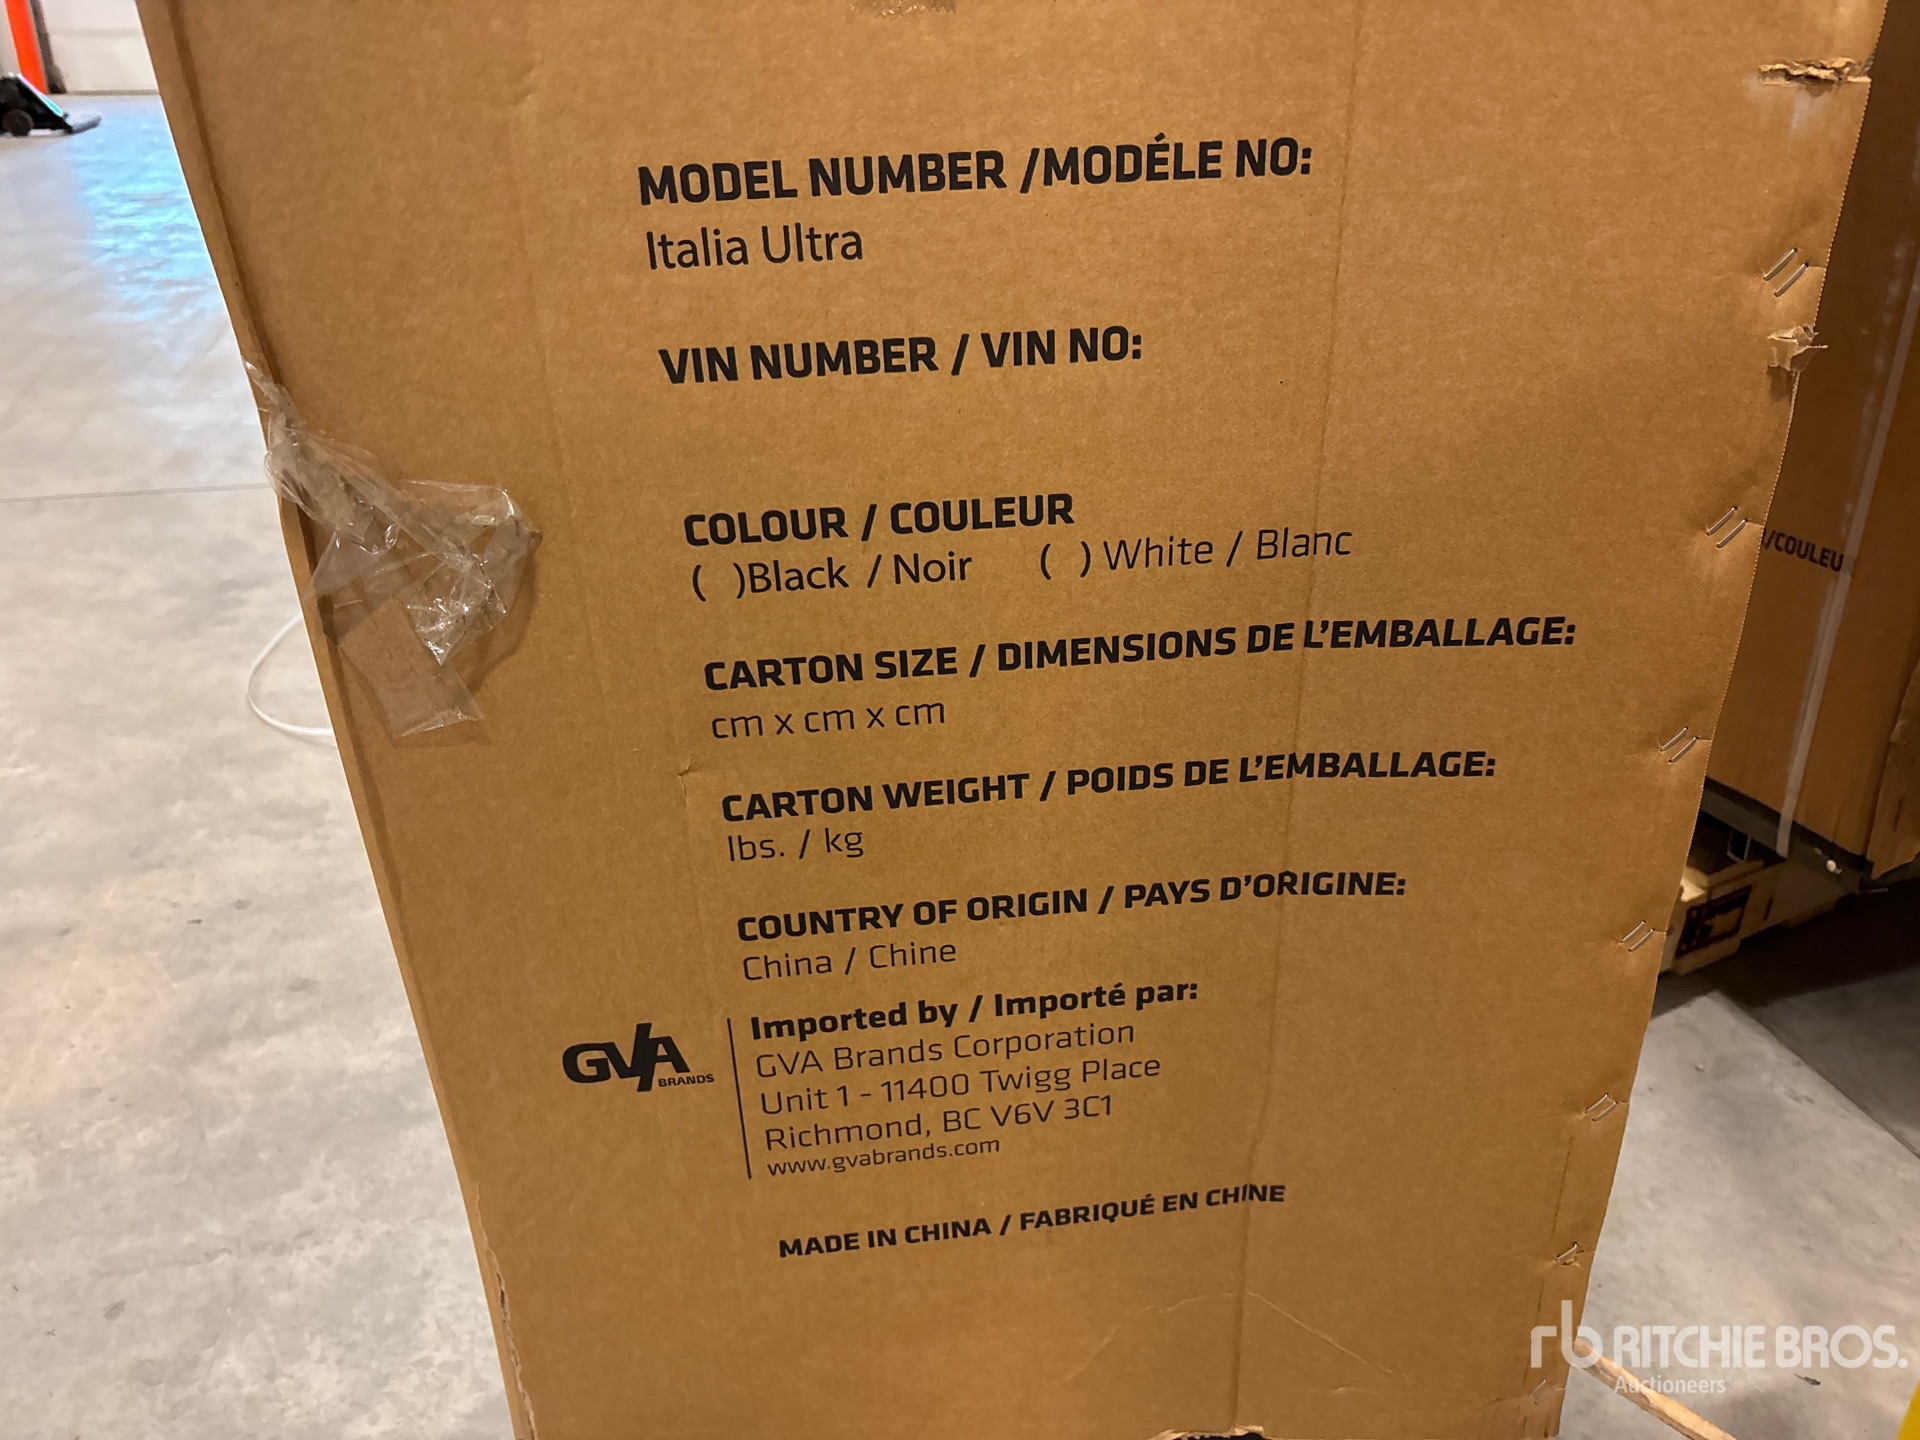 MODEL NUMBER /MODÉLE NO:
Italia Ultra
VIN NUMBER / VIN NO:
COLOUR / COULEUR
( )Black / Noir ( ) White / Blanc
CARTON SIZE / DIMENSIONS DE L'EMBALLAGE:
cm x cm x cm
CARTON WEIGHT / POIDS DE L'EMBALLAGE:
lbs. / kg
COUNTRY OF ORIGIN / PAYS D'ORIGINE:
China / Chine
GVA BRANDS
Imported by / Importé par:
GVA Brands Corporation
Unit 1 - 11400 Twigg Place
Richmond, BC V6V 3C1
www.gvabrands.com
MADE IN CHINA / FABRIQUÉ EN CHINE
/COULEU
rb RITCHIE BROS.
Auctioneers